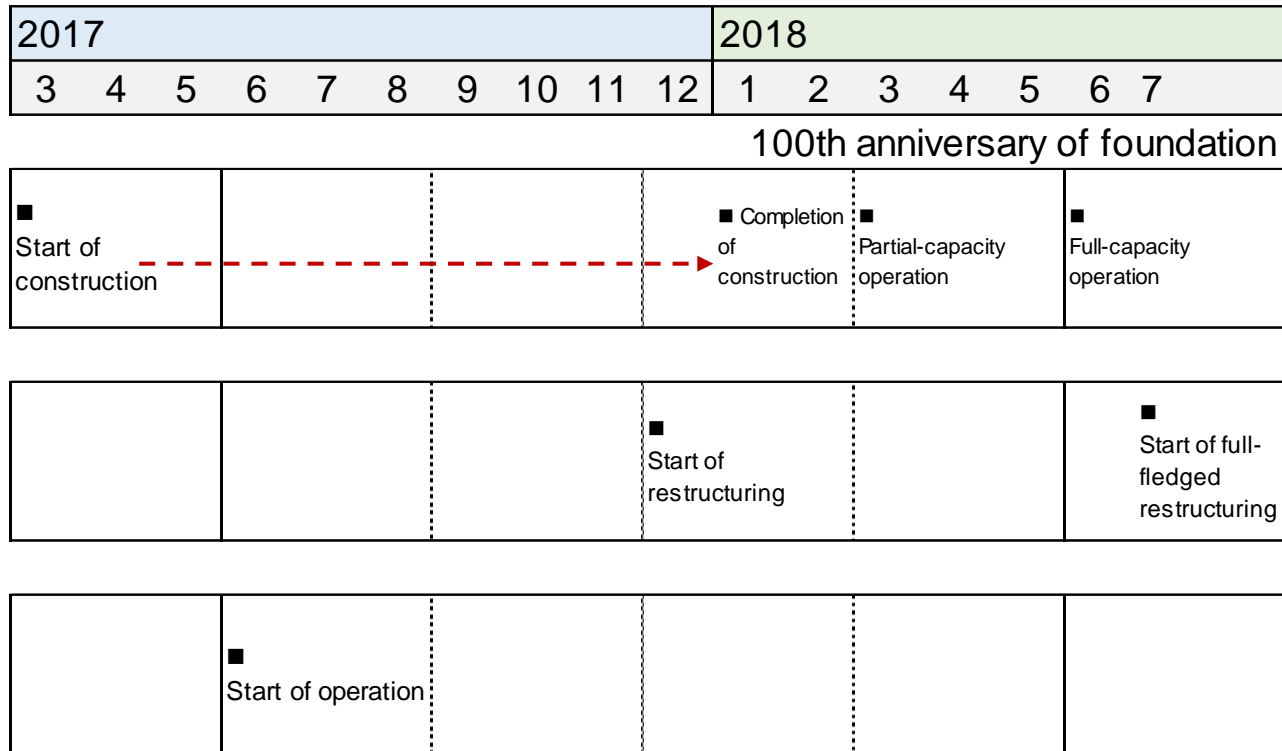 2017 2018
3 4 5 6 7 8 9 10 11 12 1 2 3 4 5 6 7
100th anniversary of foundation
■
Start of
construction
■ Completion
of
construction
■
Partial-capacity
operation
■
Full-capacity
operation
■
Start of
restructuring
■
Start of full-
fledged
restructuring
■
Start of operation